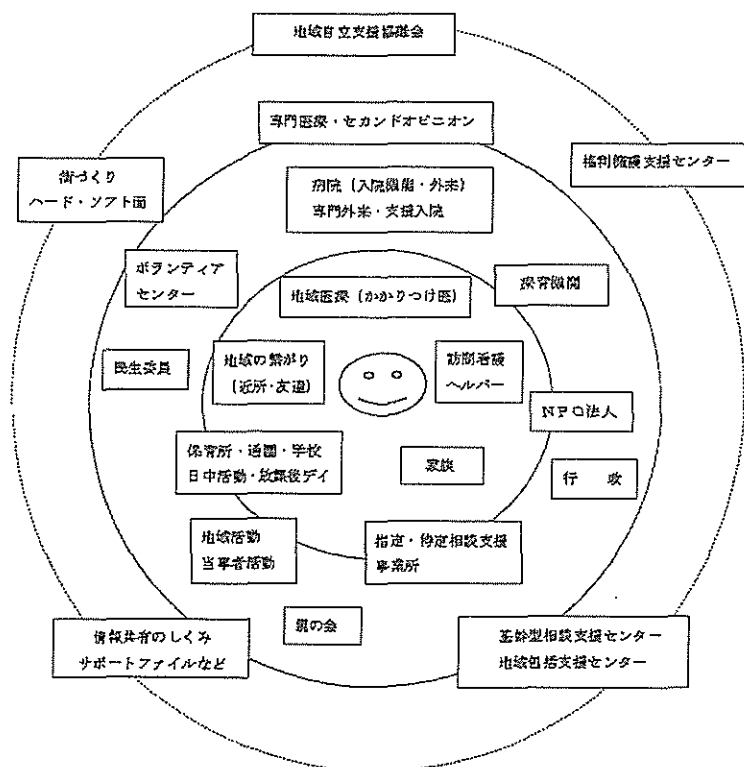 地域自立支援協議会
専門医療・セカンドオピニオン
権利擁護支援センター
街づくり
ハード・ソフト面
病院（入院機能・外来）
専門外来・支援入院
ボランティア
センター
地域医療（かかりつけ医）
療育機関
民生委員
地域の繋がり
（近所・友達）
訪問看護
ヘルパー
NPO法人
保育所・通園・学校
日中活動・放課後デイ
家族
行　政
地域活動
当事者活動
指定・特定相談支援
事業所
親の会
情報共有のしくみ
サポートファイルなど
基幹型相談支援センター
地域包括支援センター